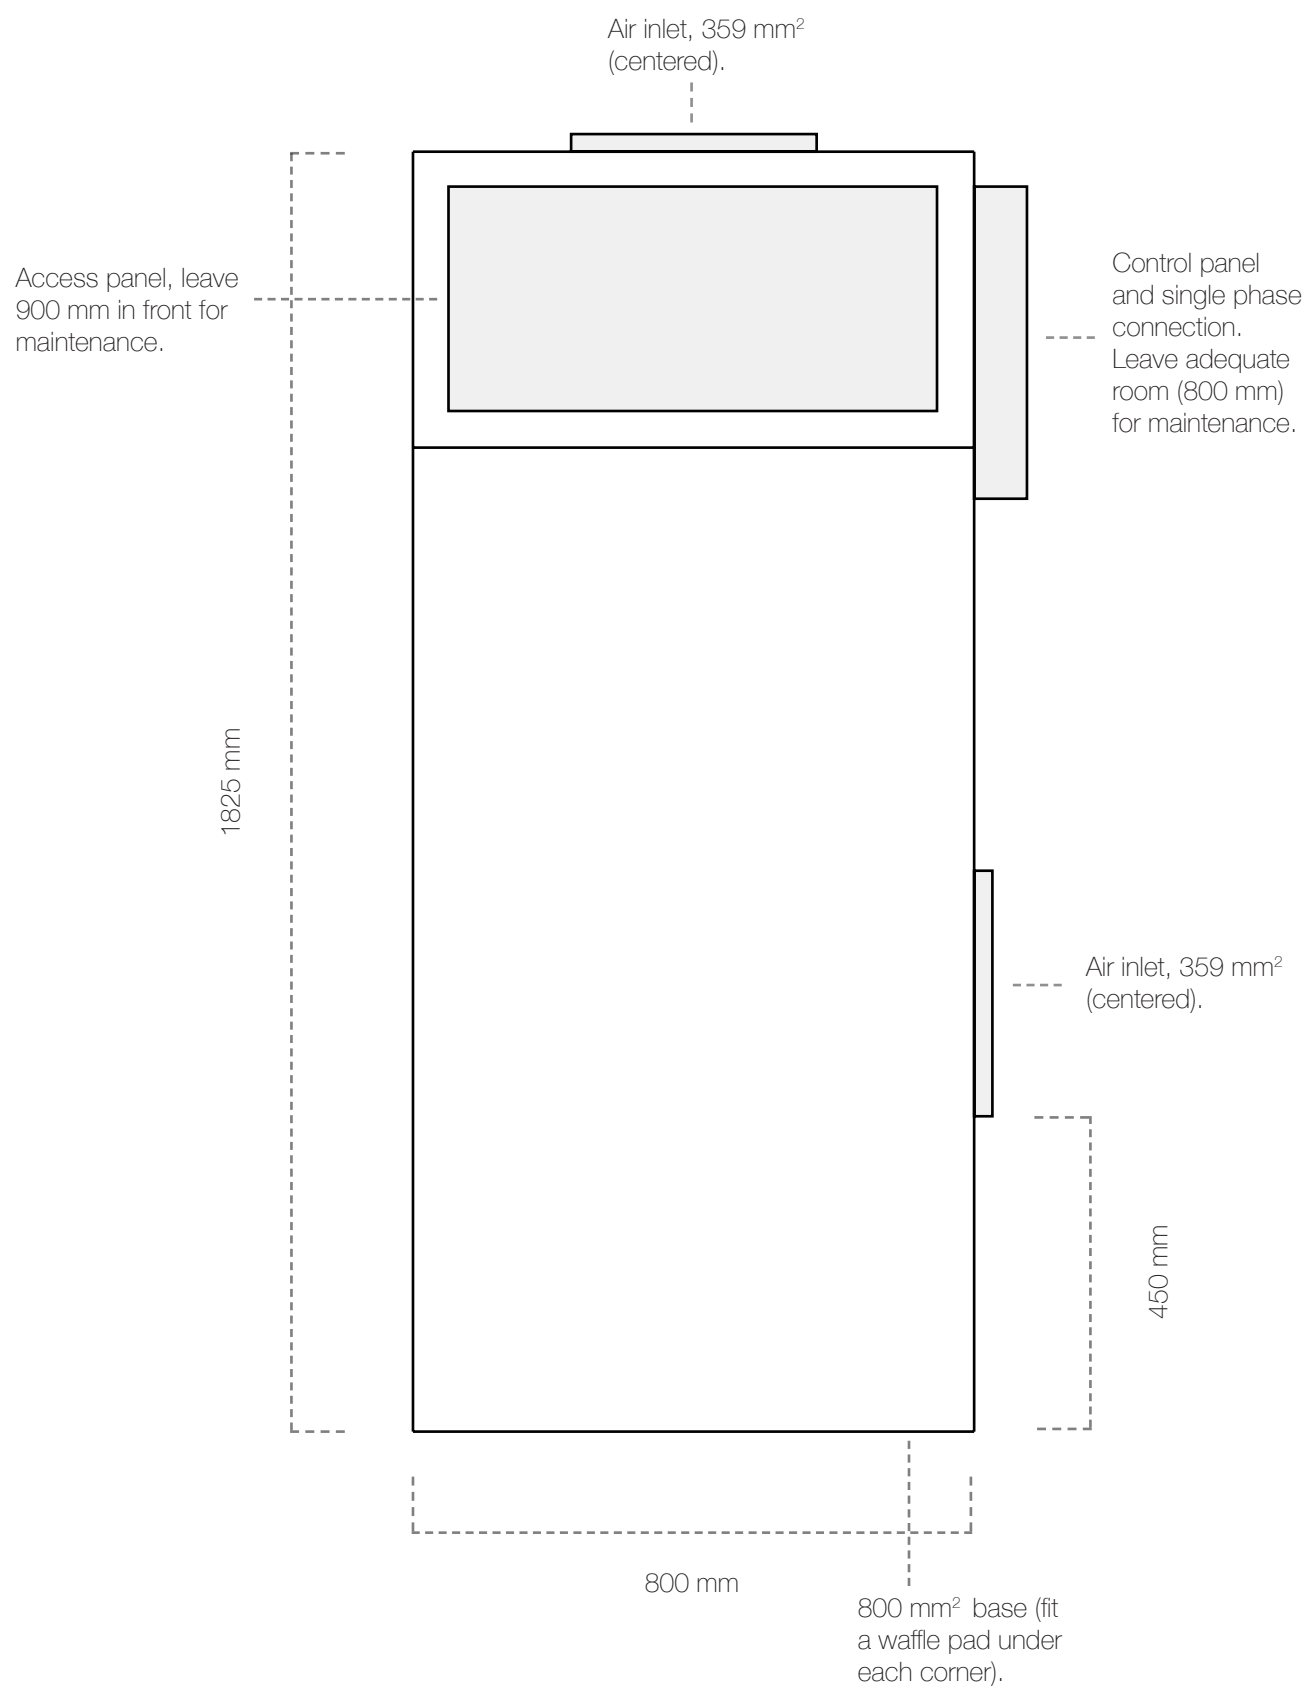 Air inlet, 359 mm²
(centered).
Access panel, leave
900 mm in front for
maintenance.
Control panel
and single phase
connection.
Leave adequate
room (800 mm)
for maintenance.
1825 mm
Air inlet, 359 mm²
(centered).
450 mm
800 mm
800 mm² base (fit
a waffle pad under
each corner).